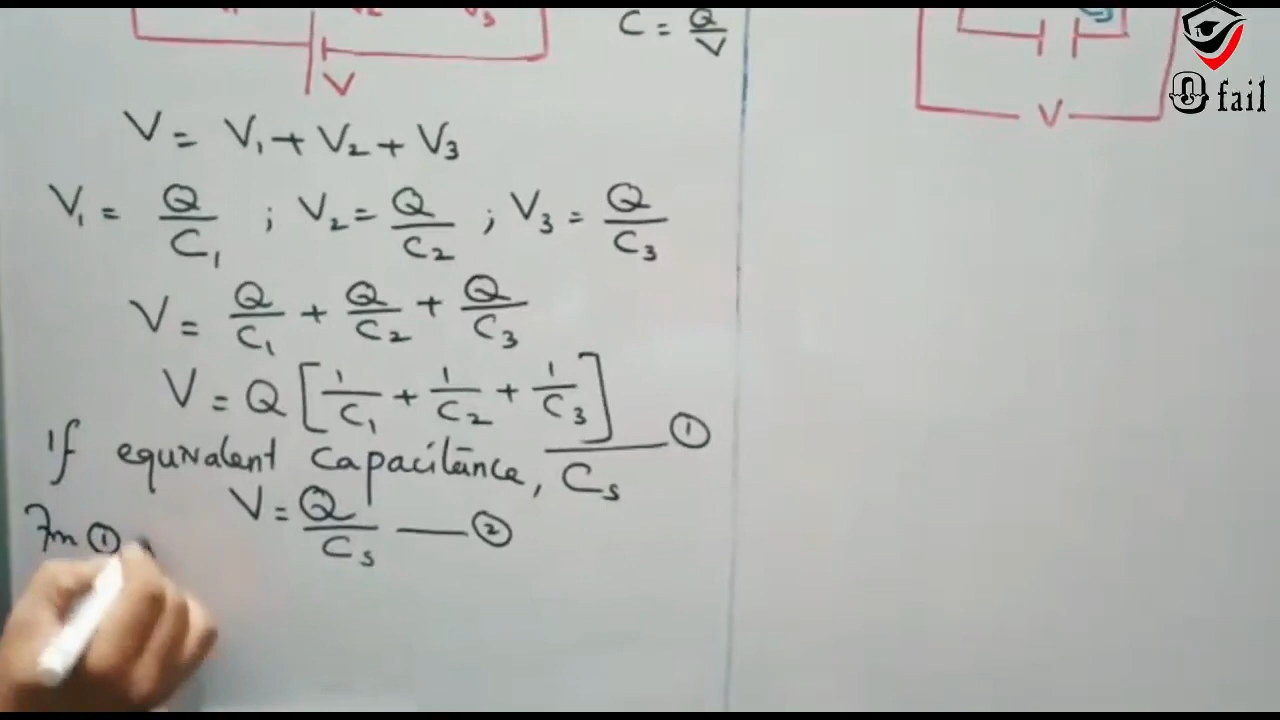 V
C = Q/V
V
0 fail
V = V₁ + V₂ + V₃
V₁ = Q/C₁ ; V₂ = Q/C₂ ; V₃ = Q/C₃
V = Q/C₁ + Q/C₂ + Q/C₃
V = Q [1/C₁ + 1/C₂ + 1/C₃] —— ①
If equivalent capacitance, Cₛ
V = Q/Cₛ —— ②
①